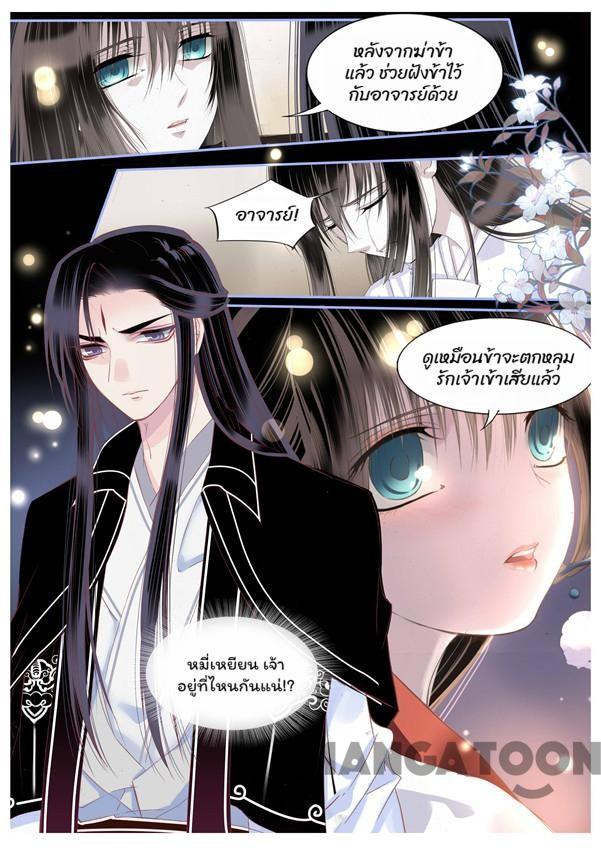 หลังจากฆ่าข้า
แล้ว ช่วยฝังข้าไว้
กับอาจารย์ด้วย
อาจารย์!
ดูเหมือนข้าจะตกหลุม
รักเจ้าเข้าเสียแล้ว
หมี่เหยียน เจ้า
อยู่ที่ไหนกันแน่!?
MANGATOON